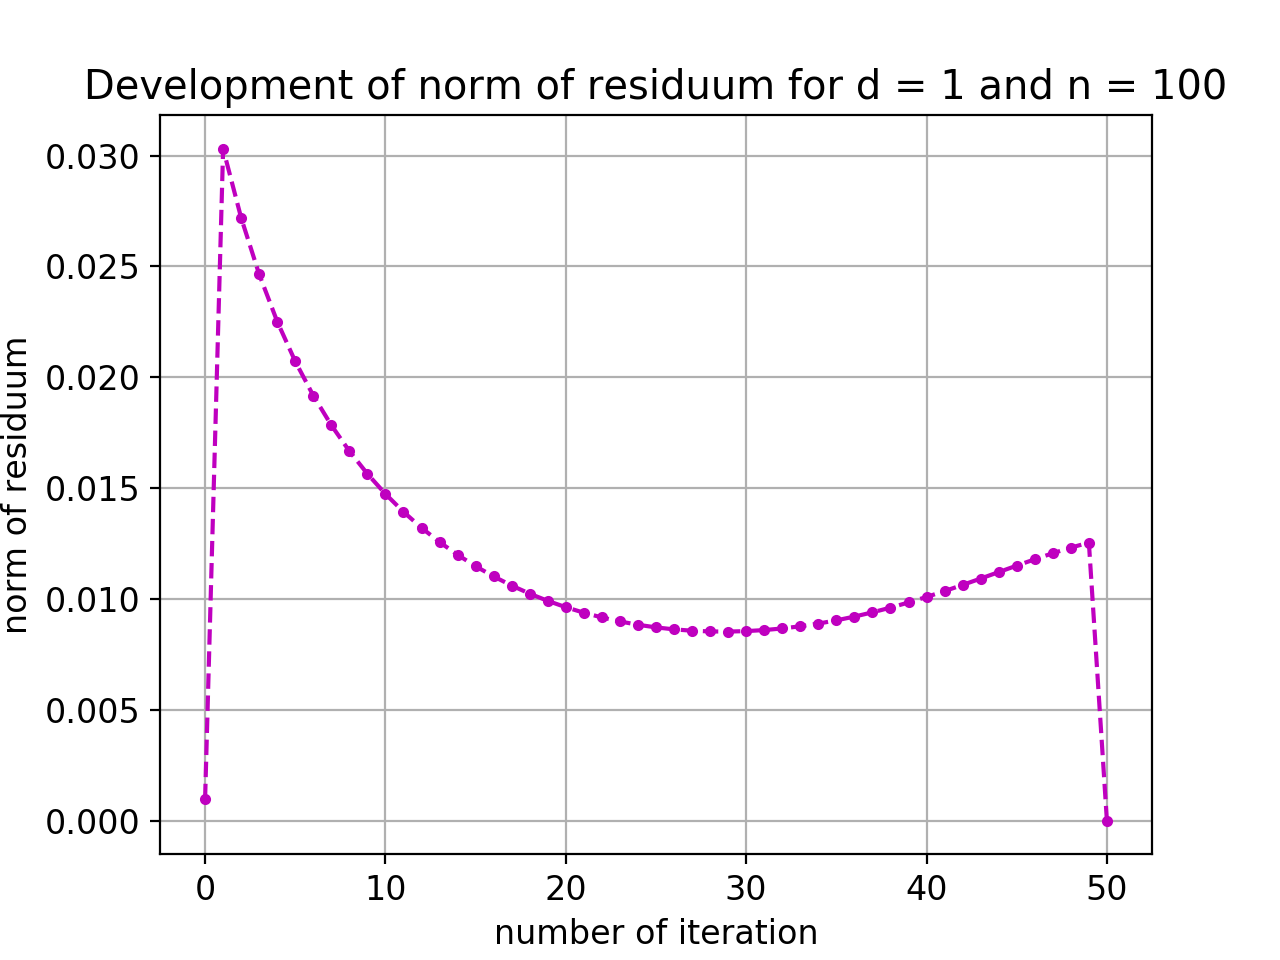 Development of norm of residuum for d = 1 and n = 100
norm of residuum
0.030
0.025
0.020
0.015
0.010
0.005
0.000
0 10 20 30 40 50
number of iteration